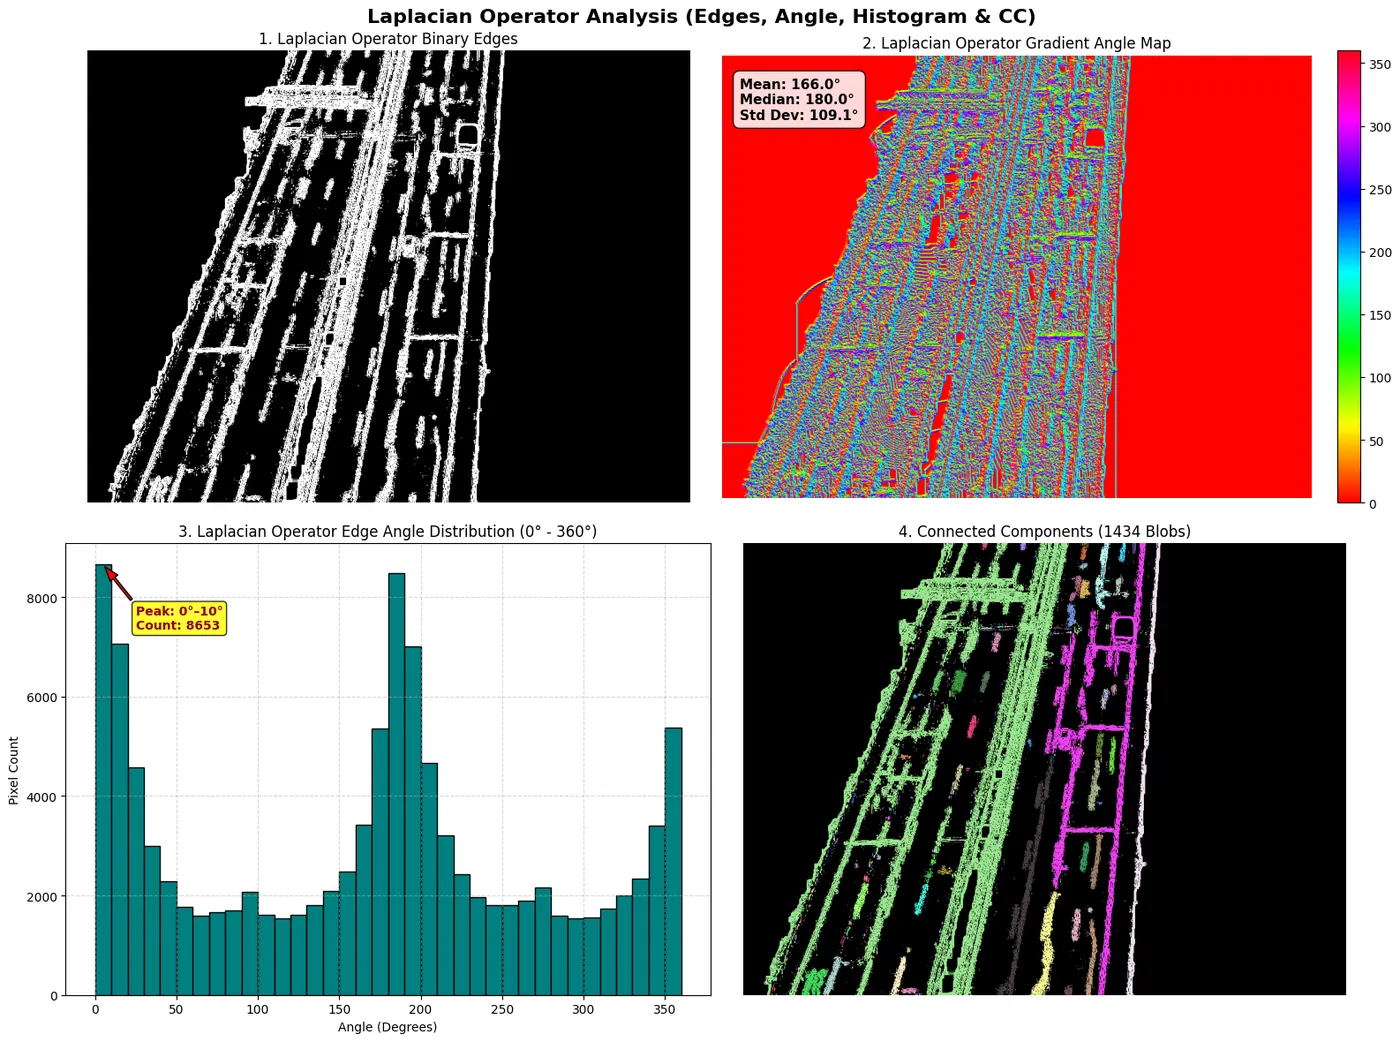 Laplacian Operator Analysis (Edges, Angle, Histogram & CC)
1. Laplacian Operator Binary Edges
2. Laplacian Operator Gradient Angle Map
Mean: 166.0°
Median: 180.0°
Std Dev: 109.1°
350
300
250
200
150
100
50
0
3. Laplacian Operator Edge Angle Distribution (0° - 360°)
Peak: 0°–10°
Count: 8653
8000
6000
4000
2000
0
Pixel Count
0 50 100 150 200 250 300 350
Angle (Degrees)
4. Connected Components (1434 Blobs)